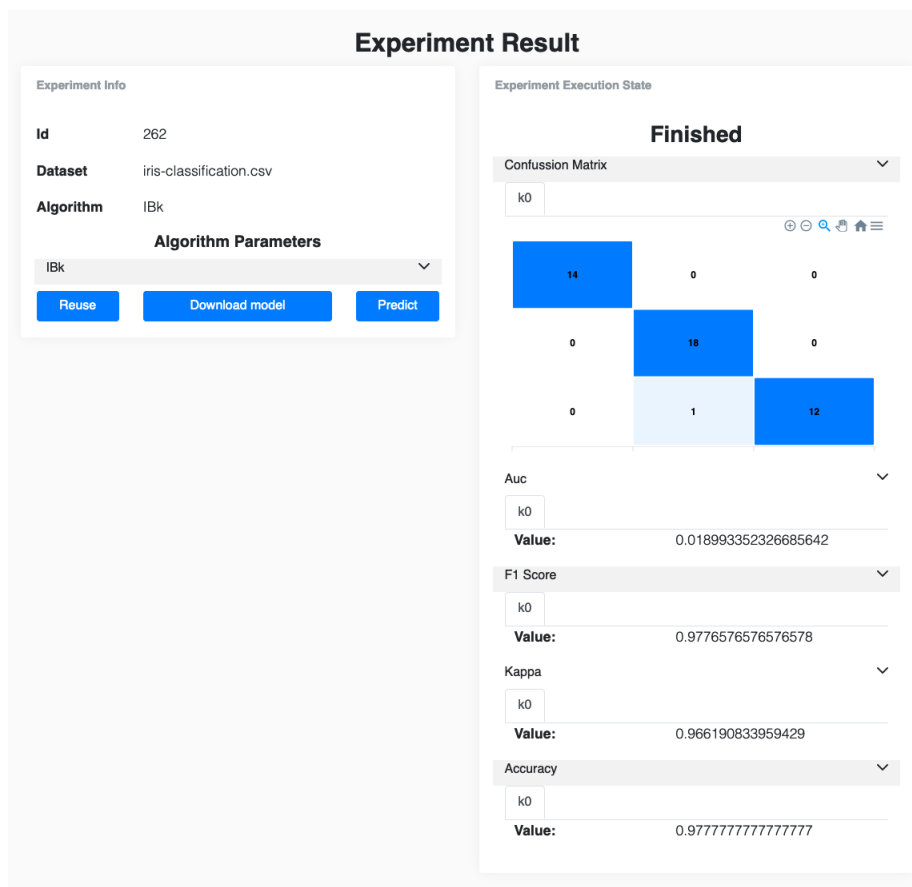 Experiment Result
Experiment Info
Id 262
Dataset iris-classification.csv
Algorithm IBk
Algorithm Parameters
IBk
Reuse Download model Predict
Experiment Execution State
Finished
Confussion Matrix
k0
14 0 0
0 18 0
0 1 12
Auc
k0
Value: 0.018993352326685642
F1 Score
k0
Value: 0.9776576576576578
Kappa
k0
Value: 0.966190833959429
Accuracy
k0
Value: 0.9777777777777777